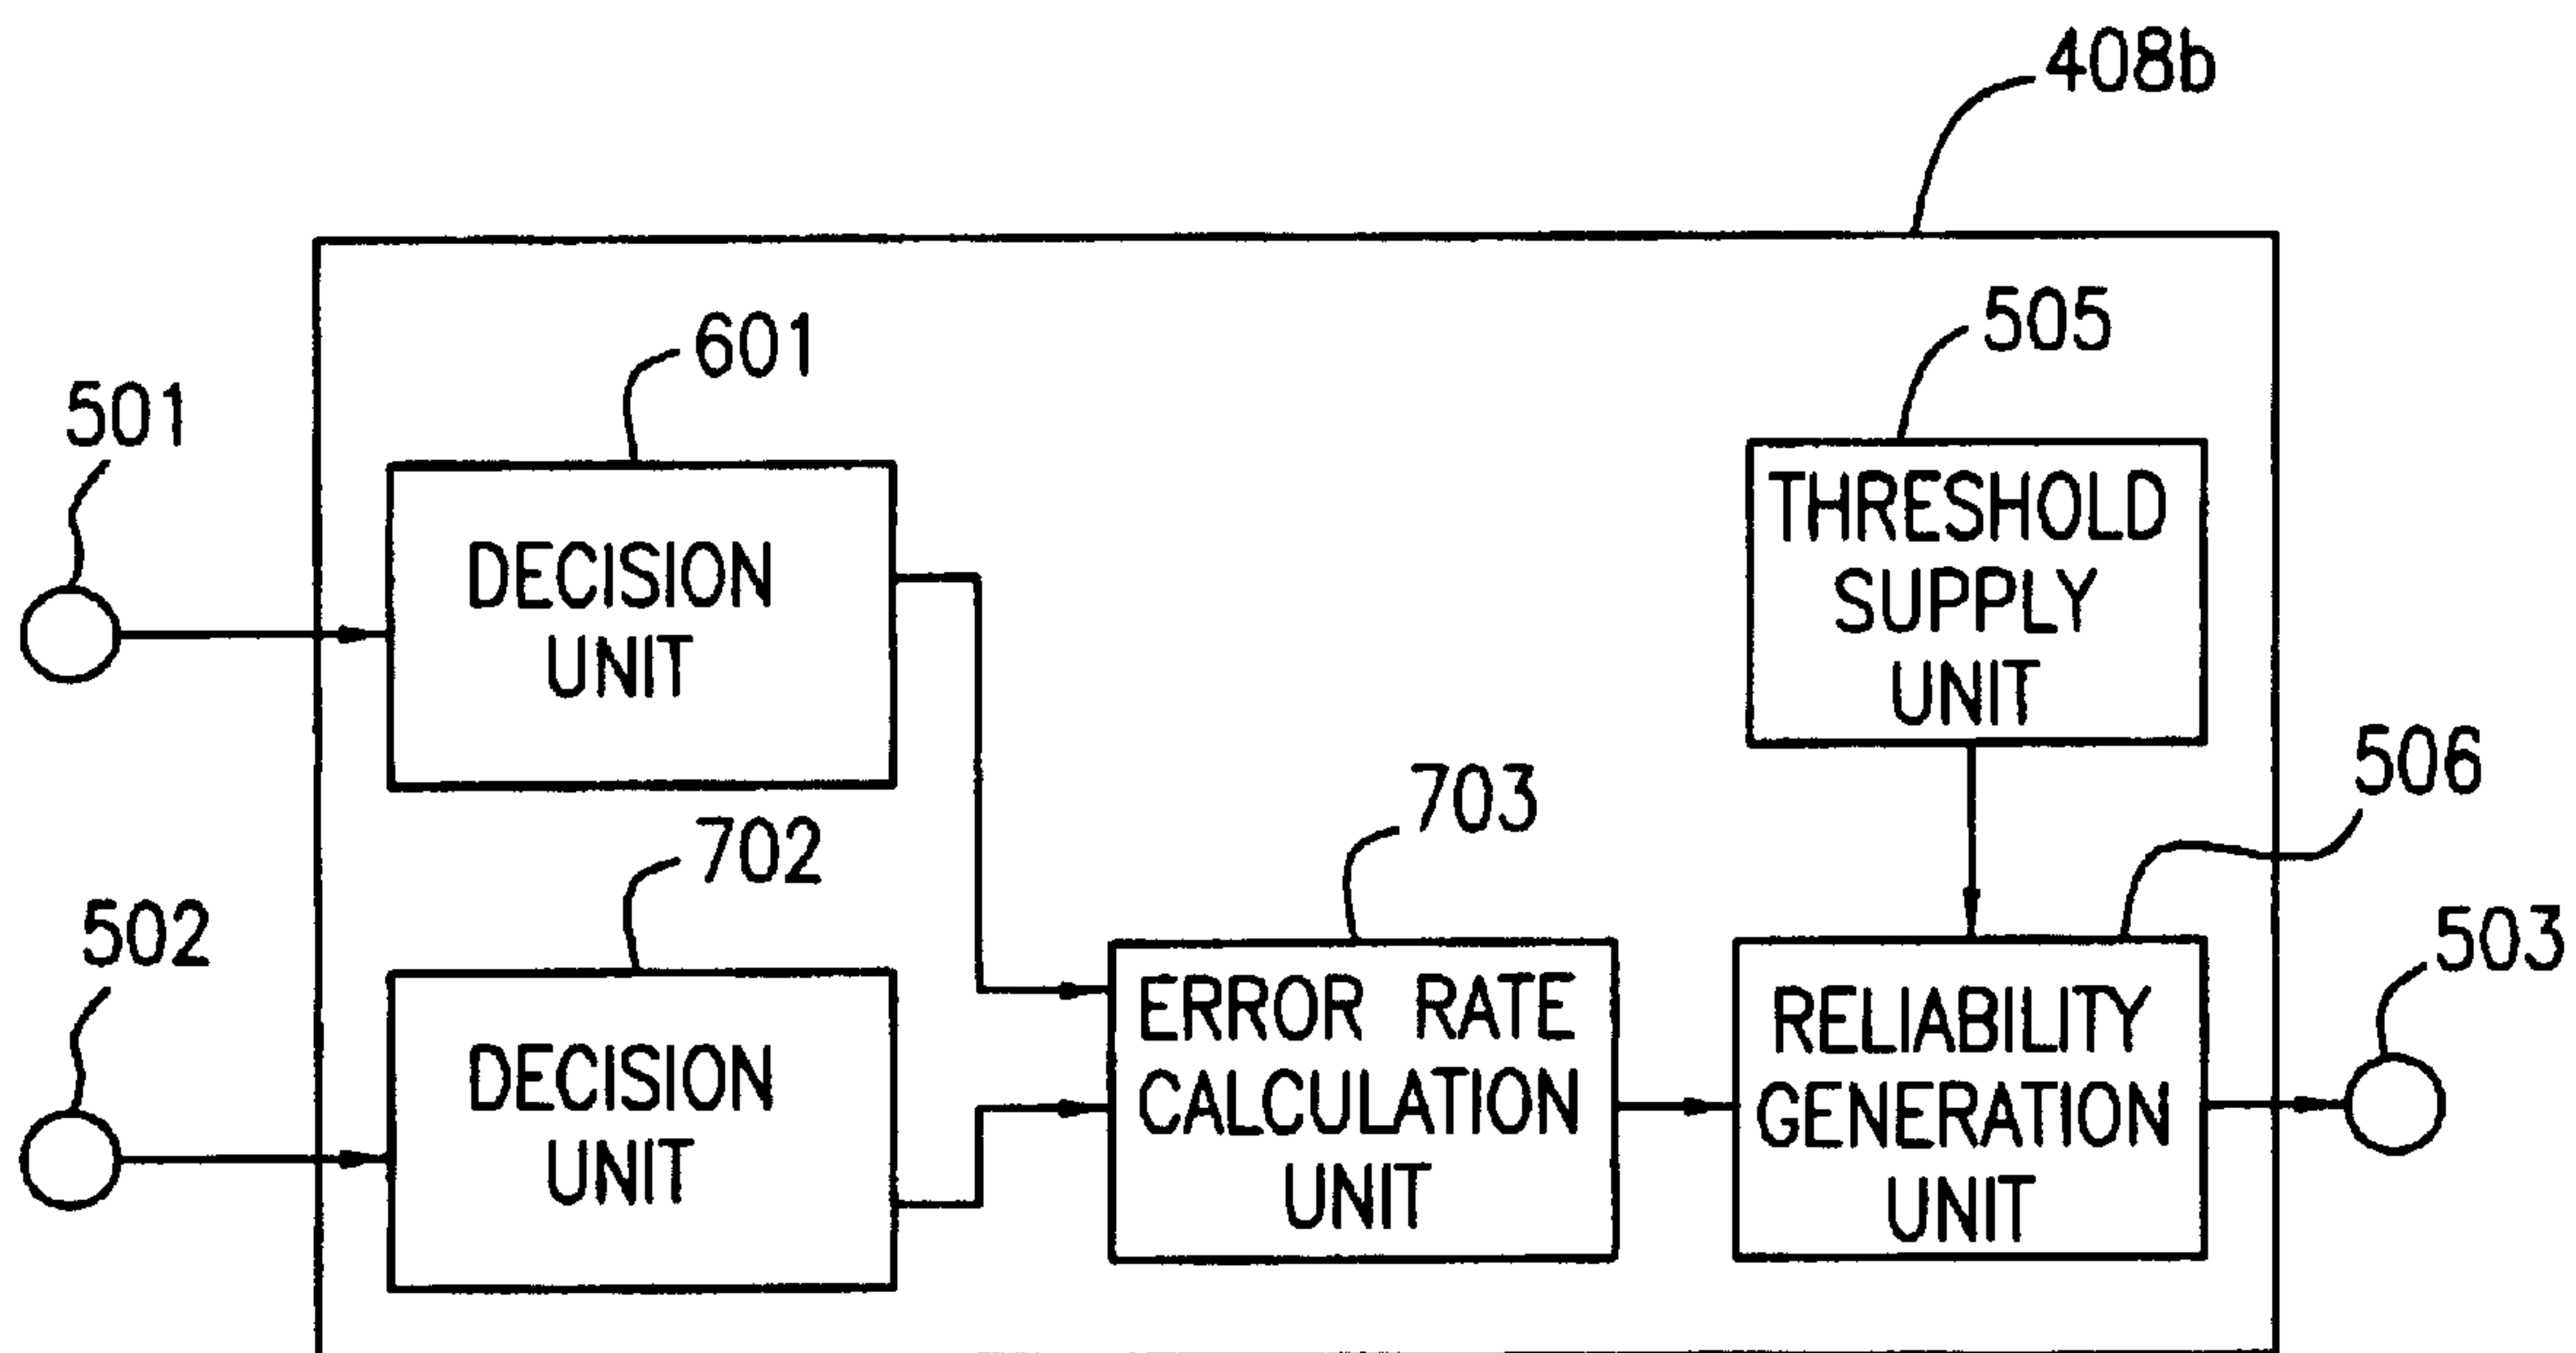 408b
505
601
501
THRESHOLD
SUPPLY
UNIT
DECISION
UNIT
506
703
702
502
503
ERROR RATE
CALCULATION
UNIT
RELIABILITY
GENERATION
UNIT
DECISION
UNIT